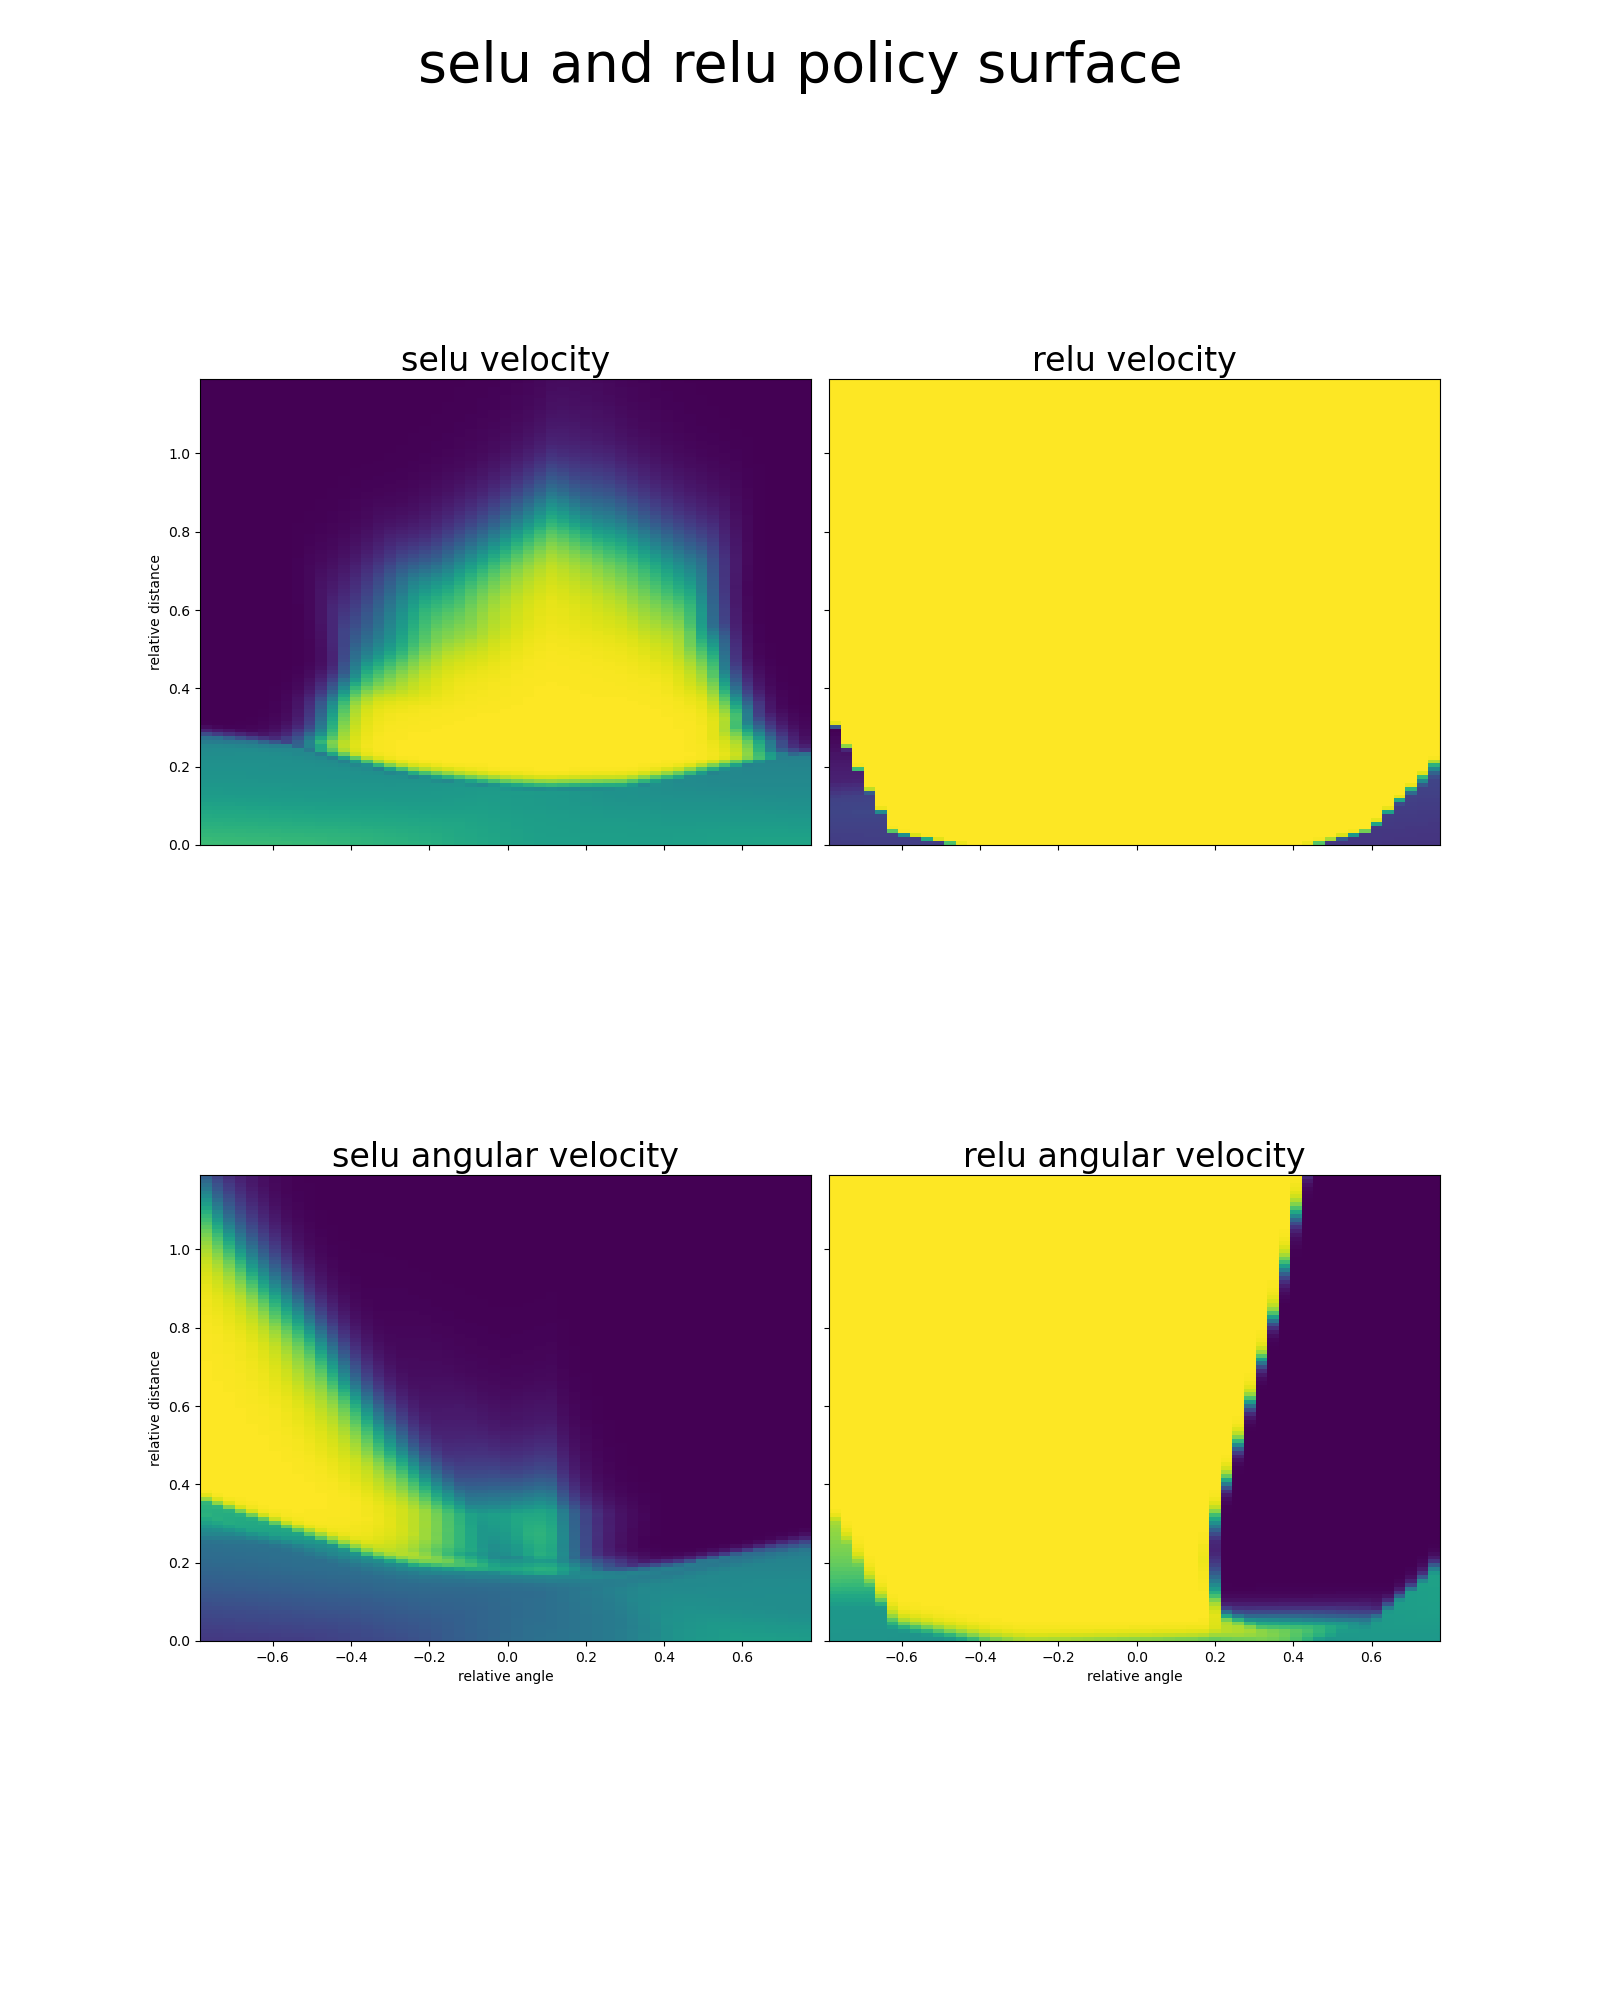 selu and relu policy surface
selu velocity
relu velocity
relative distance
1.0
0.8
0.6
0.4
0.2
0.0
selu angular velocity
relu angular velocity
relative distance
1.0
0.8
0.6
0.4
0.2
0.0
−0.6 −0.4 −0.2 0.0 0.2 0.4 0.6
relative angle
−0.6 −0.4 −0.2 0.0 0.2 0.4 0.6
relative angle